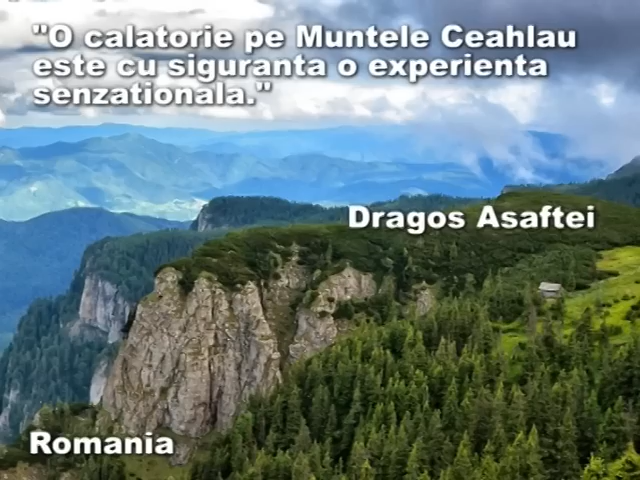 "O calatorie pe Muntele Ceahlau
este cu siguranta o experienta
senzationala."
Dragos Asaftei
Romania